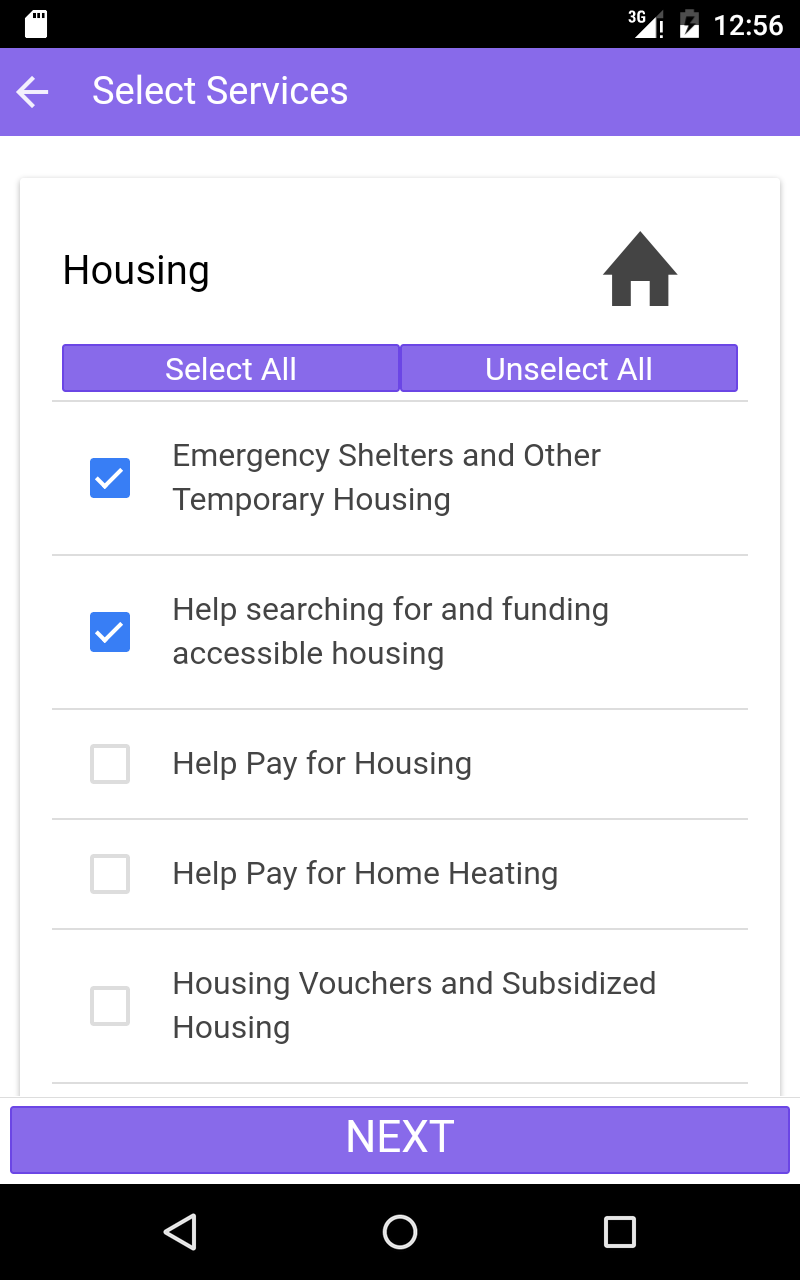 3G 12:56
Select Services
Housing
Select All Unselect All
Emergency Shelters and Other
Temporary Housing
Help searching for and funding
accessible housing
Help Pay for Housing
Help Pay for Home Heating
Housing Vouchers and Subsidized
Housing
NEXT